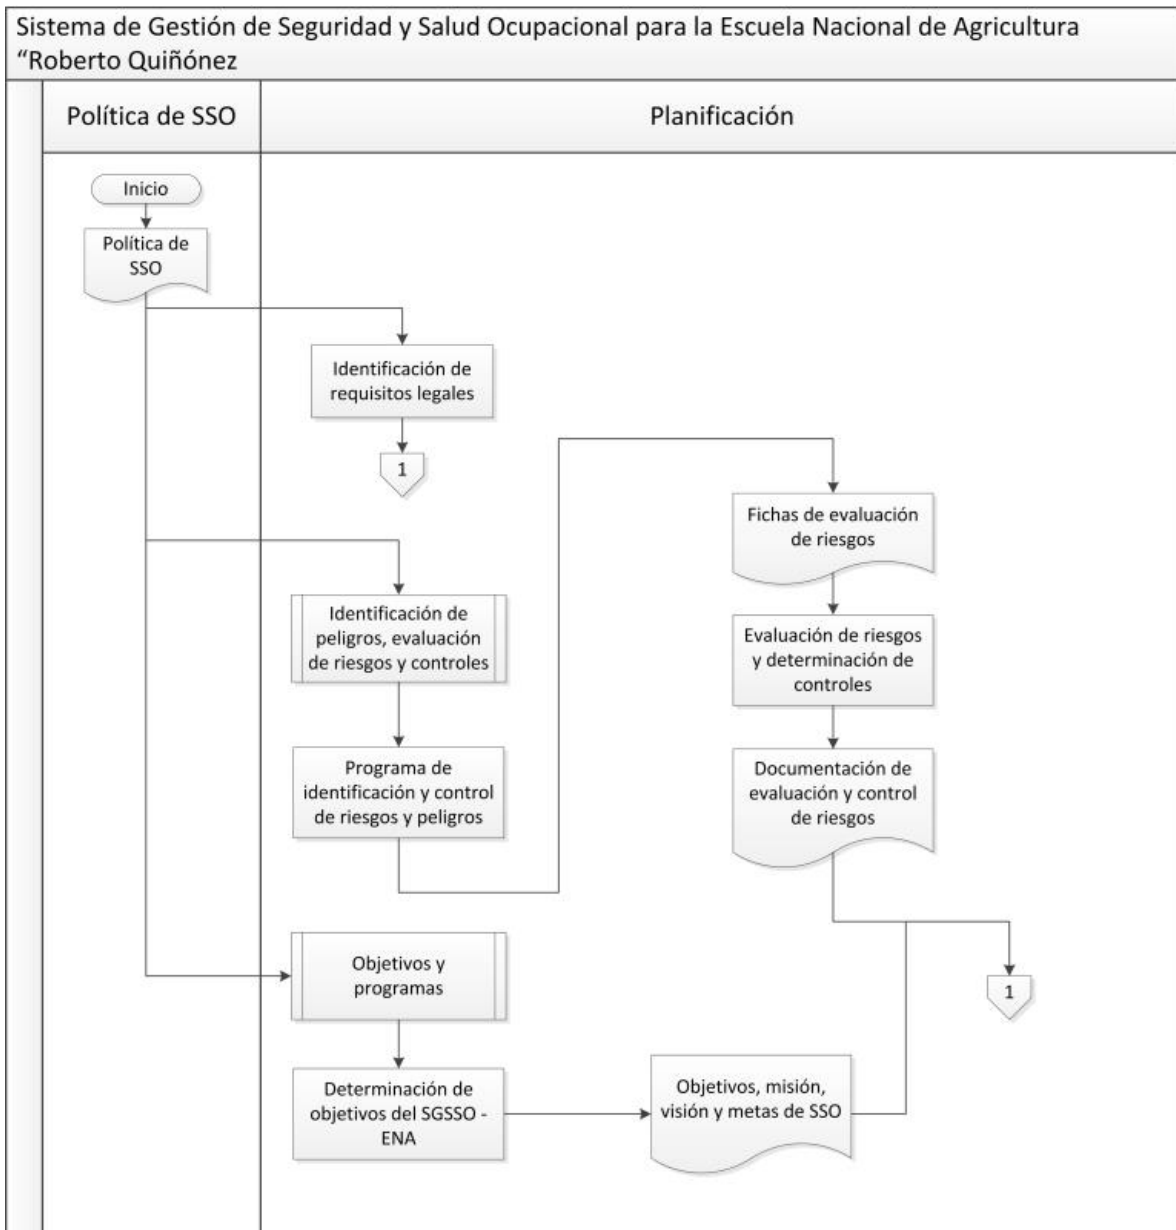 Sistema de Gestión de Seguridad y Salud Ocupacional para la Escuela Nacional de Agricultura
“Roberto Quiñónez
Política de SSO
Planificación
Inicio
Política de
SSO
Identificación de
requisitos legales
1
Identificación de
peligros, evaluación
de riesgos y controles
Programa de
identificación y control
de riesgos y peligros
Fichas de evaluación
de riesgos
Evaluación de riesgos
y determinación de
controles
Documentación de
evaluación y control
de riesgos
1
Objetivos y
programas
Determinación de
objetivos del SGSSO -
ENA
Objetivos, misión,
visión y metas de SSO